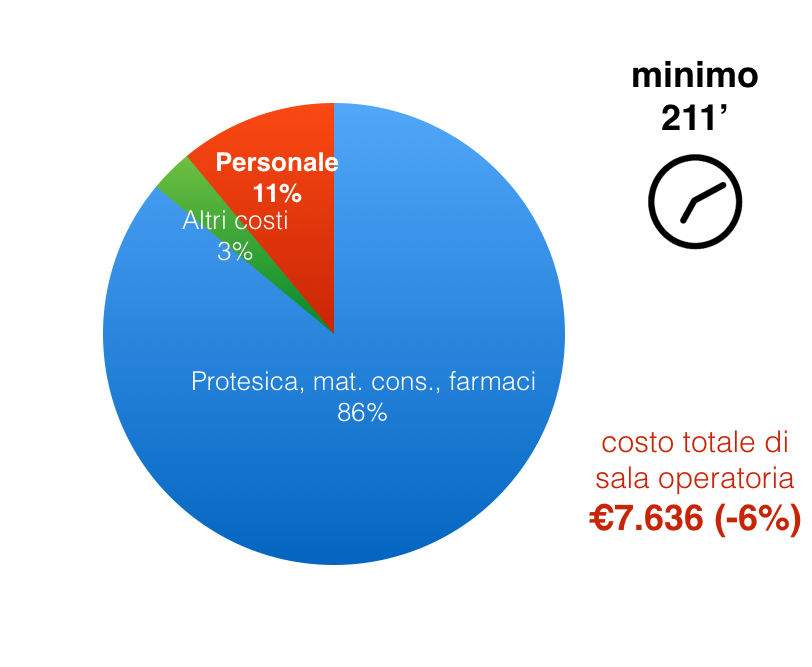 minimo
211’
Personale
11%
Altri costi
3%
Protesica, mat. cons., farmaci
86%
costo totale di
sala operatoria
€7.636 (-6%)